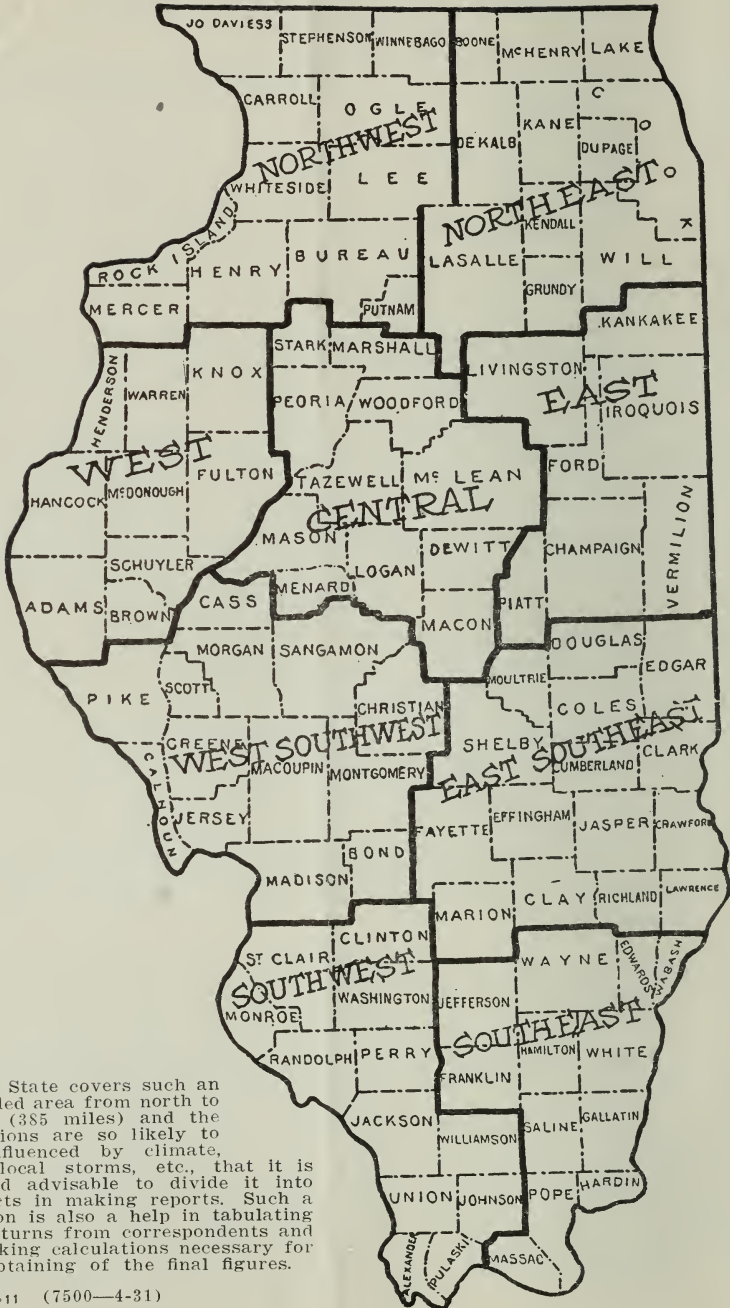 JO DAVIESS
STEPHENSON
WINNEBAGO
BOONE
McHENRY
LAKE
CARROLL
OGLE
NORTHWEST
DEKALB
KANE
COOK
DUPAGE
WHITESIDE
LEE
NORTHEAST
ROCK ISLAND
HENRY
BUREAU
LASALLE
KENDALL
WILL
MERCER
PUTNAM
GRUNDY
KANKAKEE
STARK
MARSHALL
KNOX
LIVINGSTON
HENDERSON
WARREN
PEORIA
WOODFORD
EAST
IROQUOIS
WEST
FULTON
TAZEWELL
McLEAN
FORD
HANCOCK
McDONOUGH
CENTRAL
MASON
DEWITT
CHAMPAIGN
VERMILION
SCHUYLER
LOGAN
ADAMS
BROWN
CASS
MENARD
PIATT
MACON
DOUGLAS
MORGAN
SANGAMON
EDGAR
MOULTRIE
PIKE
SCOTT
CHRISTIAN
COLES
GREENE
WEST SOUTHWEST
SHELBY
EAST SOUTHEAST
CLARK
CALHOUN
MACOUPIN
MONTGOMERY
CUMBERLAND
JERSEY
FAYETTE
EFFINGHAM
JASPER
CRAWFORD
BOND
MADISON
CLAY
RICHLAND
LAWRENCE
MARION
CLINTON
ST CLAIR
WAYNE
EDWARDS
WABASH
SOUTHWEST
WASHINGTON
JEFFERSON
SOUTHEAST
MONROE
HAMILTON
WHITE
RANDOLPH
PERRY
FRANKLIN
JACKSON
WILLIAMSON
SALINE
GALLATIN
UNION
JOHNSON
POPE
HARDIN
ALEXANDER
PULASKI
MASSAC
State covers such an
led area from north to
(385 miles) and the
ions are so likely to
fluenced by climate,
local storms, etc., that it is
d advisable to divide it into
ts in making reports. Such a
on is also a help in tabulating
turns from correspondents and
king calculations necessary for
btaining of the final figures.
11 (7500—4-31)